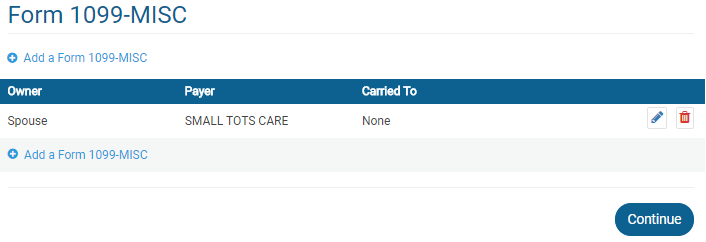 Form 1099-MISC
Add a Form 1099-MISC
Owner Payer Carried To
Spouse SMALL TOTS CARE None
Add a Form 1099-MISC
Continue